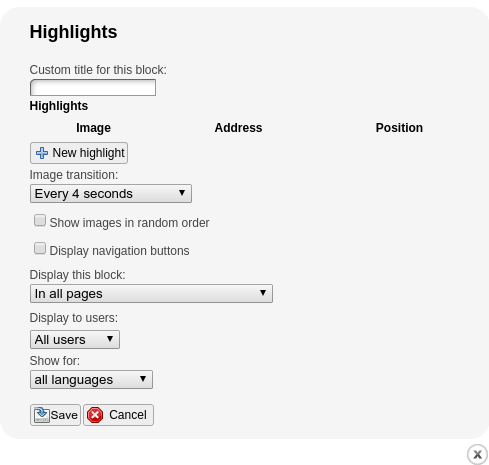 Highlights
Custom title for this block:
Highlights
Image Address Position
New highlight
Image transition:
Every 4 seconds
Show images in random order
Display navigation buttons
Display this block:
In all pages
Display to users:
All users
Show for:
all languages
Save Cancel
X